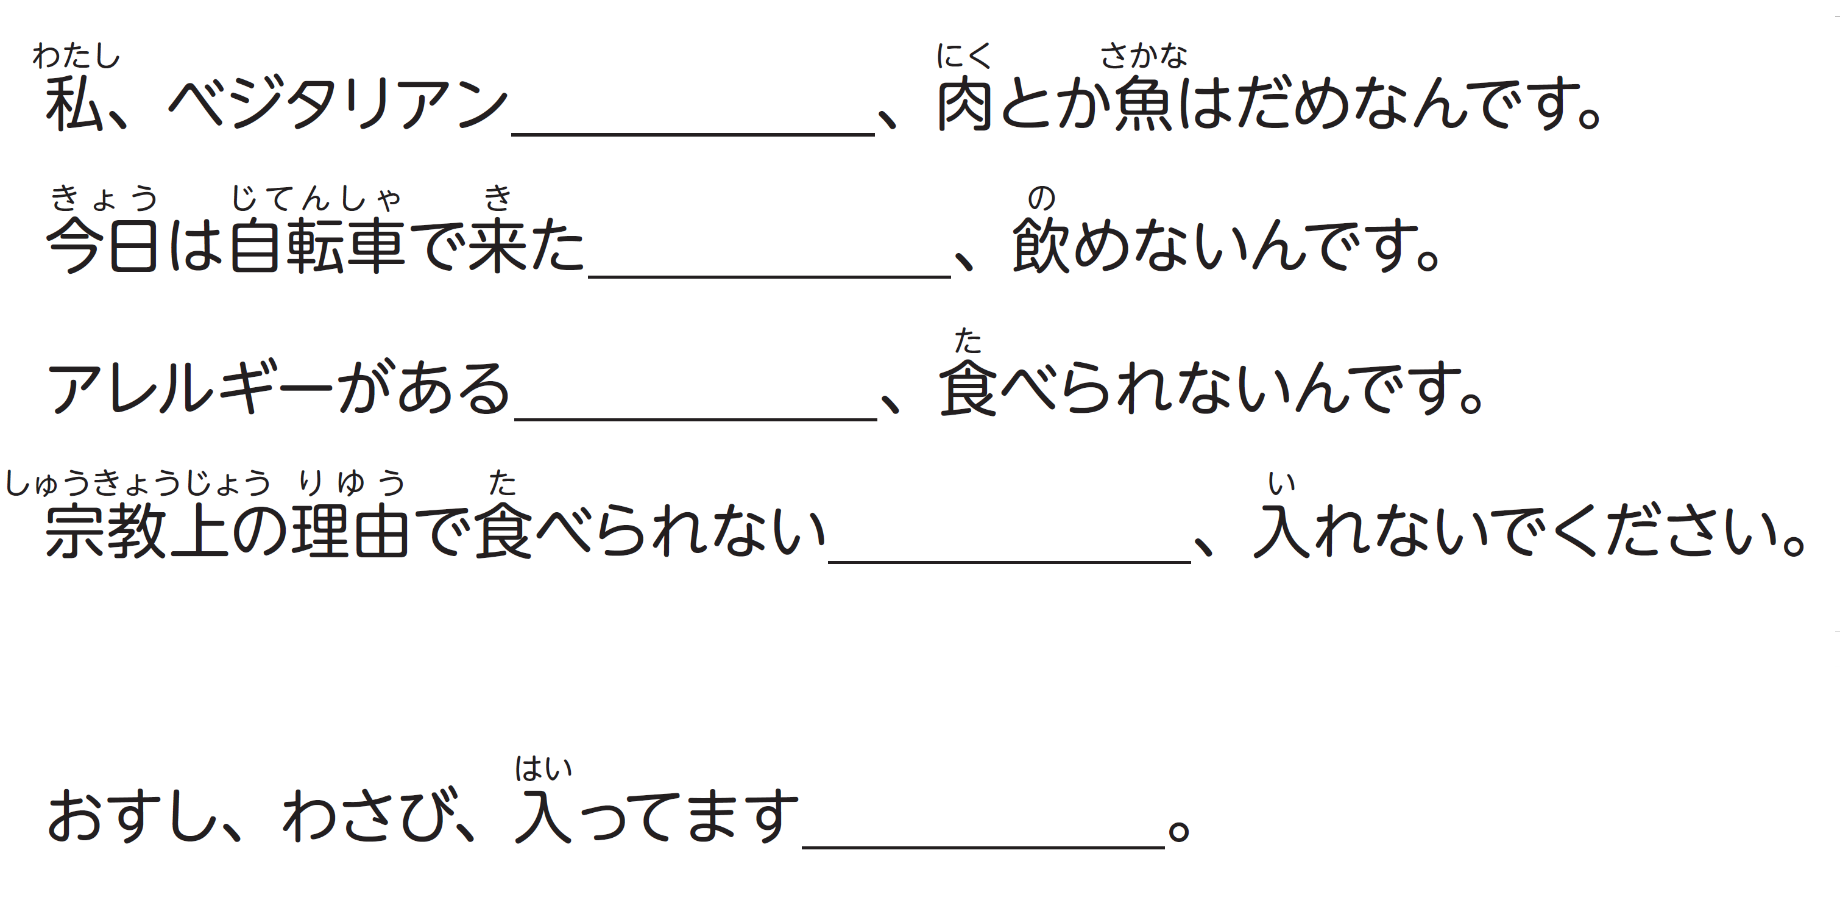 わたし にく さかな
私、ベジタリアン＿＿＿＿＿＿、肉とか魚はだめなんです。
きょう じてんしゃ き の
今日は自転車で来た＿＿＿＿＿＿、飲めないんです。
た
アレルギーがある＿＿＿＿＿＿、食べられないんです。
しゅうきょうじょう りゆう た い
宗教上の理由で食べられない＿＿＿＿＿＿、入れないでください。
はい
おすし、わさび、入ってます＿＿＿＿＿＿。